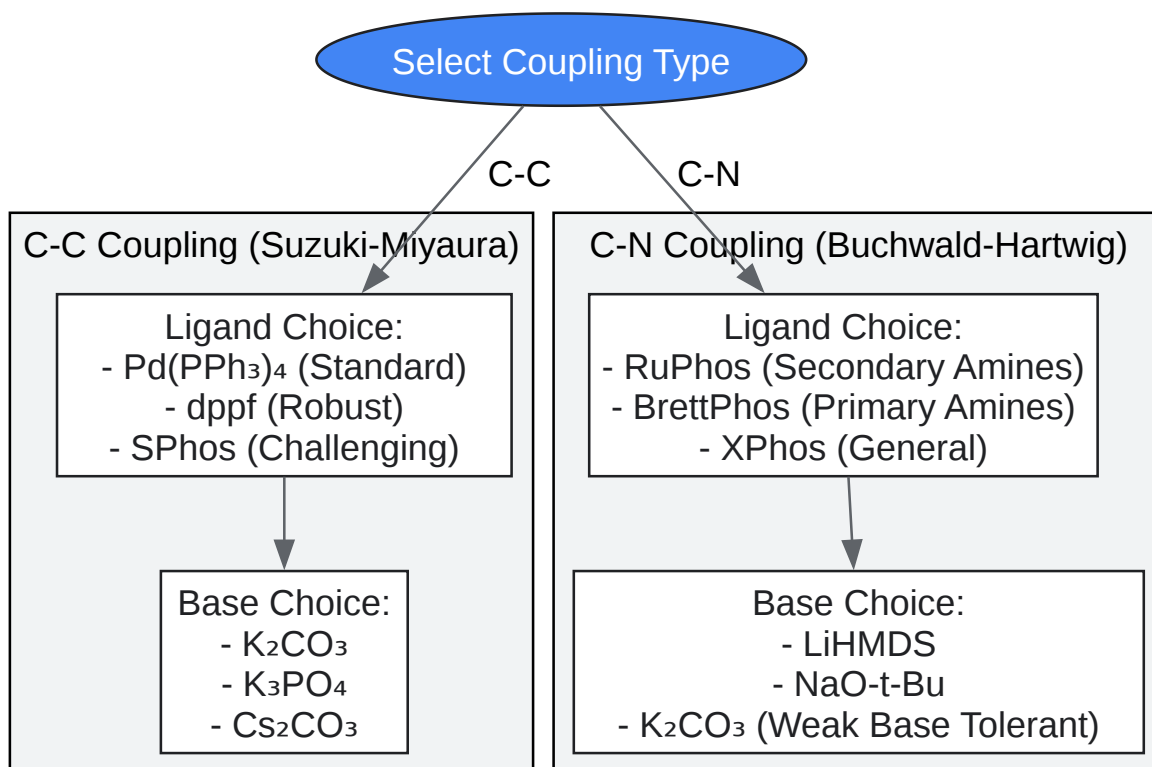 Select Coupling Type
C-C
C-N
C-C Coupling (Suzuki-Miyaura)
Ligand Choice:
- Pd(PPh₃)₄ (Standard)
- dppf (Robust)
- SPhos (Challenging)
Base Choice:
- K₂CO₃
- K₃PO₄
- Cs₂CO₃
C-N Coupling (Buchwald-Hartwig)
Ligand Choice:
- RuPhos (Secondary Amines)
- BrettPhos (Primary Amines)
- XPhos (General)
Base Choice:
- LiHMDS
- NaO-t-Bu
- K₂CO₃ (Weak Base Tolerant)